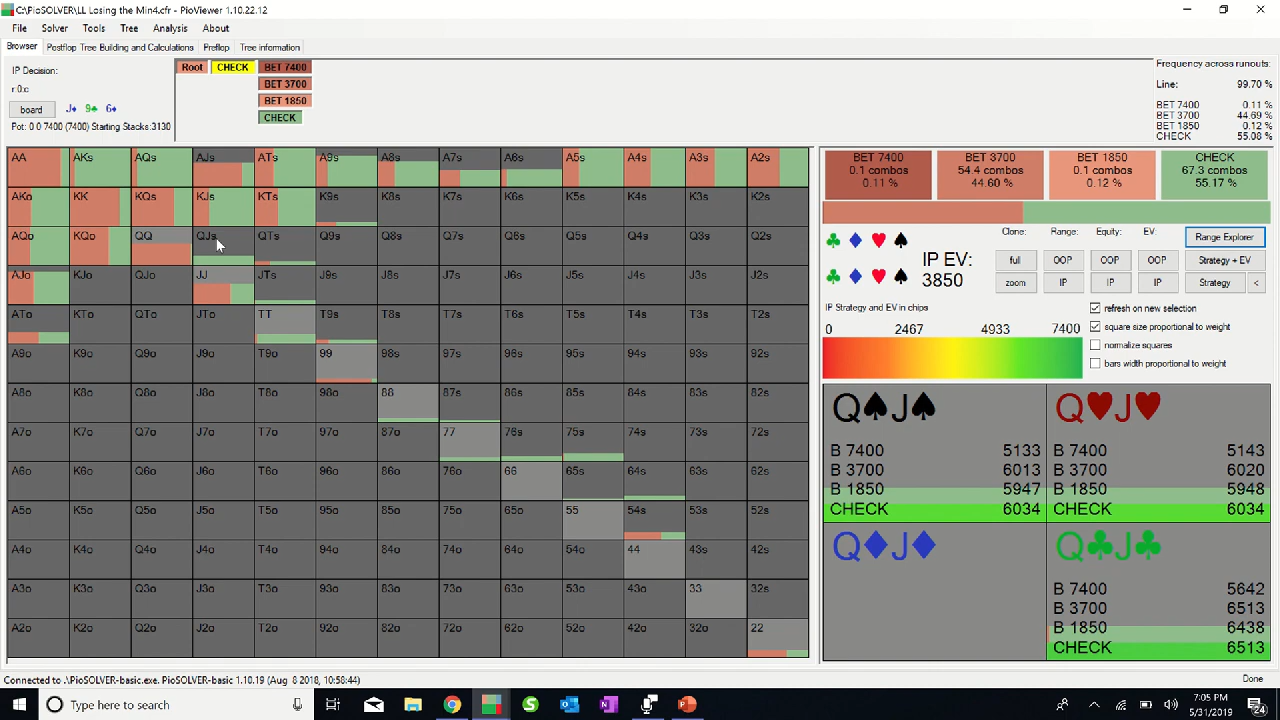 C:\PioSOLVER\LL Losing the Min4.cfr - PioViewer 1.10.22.12
File Solver Tools Tree Analysis About
Browser Postflop Tree Building and Calculations Preflop Tree information
IP Decision:
r:0:c
board J♦ 9♣ 6♦
Pot: 0 0 7400 (7400) Starting Stacks:3130
Root CHECK BET 7400
BET 3700
BET 1850
CHECK
Frequency across runouts:
Line: 99.70 %
BET 7400 0.11 %
BET 3700 44.69 %
BET 1850 0.12 %
CHECK 55.08 %
AA AKs AQs AJs ATs A9s A8s A7s A6s A5s A4s A3s A2s
AKo KK KQs KJs KTs K9s K8s K7s K6s K5s K4s K3s K2s
AQo KQo QQ QJs QTs Q9s Q8s Q7s Q6s Q5s Q4s Q3s Q2s
AJo KJo QJo JJ JTs J9s J8s J7s J6s J5s J4s J3s J2s
ATo KTo QTo JTo TT T9s T8s T7s T6s T5s T4s T3s T2s
A9o K9o Q9o J9o T9o 99 98s 97s 96s 95s 94s 93s 92s
A8o K8o Q8o J8o T8o 98o 88 87s 86s 85s 84s 83s 82s
A7o K7o Q7o J7o T7o 97o 87o 77 76s 75s 74s 73s 72s
A6o K6o Q6o J6o T6o 96o 86o 76o 66 65s 64s 63s 62s
A5o K5o Q5o J5o T5o 95o 85o 75o 65o 55 54s 53s 52s
A4o K4o Q4o J4o T4o 94o 84o 74o 64o 54o 44 43s 42s
A3o K3o Q3o J3o T3o 93o 83o 73o 63o 53o 43o 33 32s
A2o K2o Q2o J2o T2o 92o 82o 72o 62o 52o 42o 32o 22
BET 7400 BET 3700 BET 1850 CHECK
0.1 combos 54.4 combos 0.1 combos 67.3 combos
0.11 % 44.60 % 0.12 % 55.17 %
♣ ♦ ♥ ♠
♣ ♦ ♥ ♠
IP EV:
3850
Clone: Range: Equity: EV: Range Explorer
full OOP OOP OOP Strategy + EV
zoom IP IP IP Strategy <
IP Strategy and EV in chips
0 2467 4933 7400
refresh on new selection
square size proportional to weight
normalize squares
bars width proportional to weight
Q♠J♠
B 7400 5133
B 3700 6013
B 1850 5947
CHECK 6034
Q♥J♥
B 7400 5143
B 3700 6020
B 1850 5948
CHECK 6034
Q♦J♦
Q♣J♣
B 7400 5642
B 3700 6513
B 1850 6438
CHECK 6513
Connected to .\PioSOLVER-basic.exe. PioSOLVER-basic 1.10.19 (Aug 8 2018, 10:58:44) Done
Type here to search
7:05 PM
5/31/2019
24